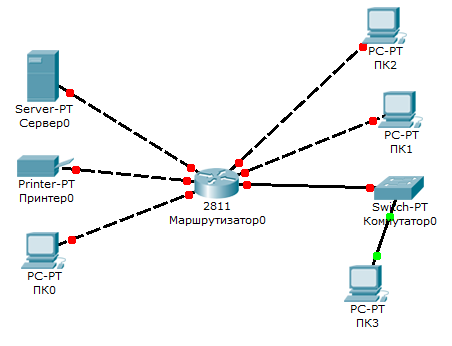 PC-PT
ПК2
Server-PT
Сервер0
PC-PT
ПК1
Printer-PT
Принтер0
2811
Маршрутизатор0
Switch-PT
Коммутатор0
PC-PT
ПК0
PC-PT
ПК3